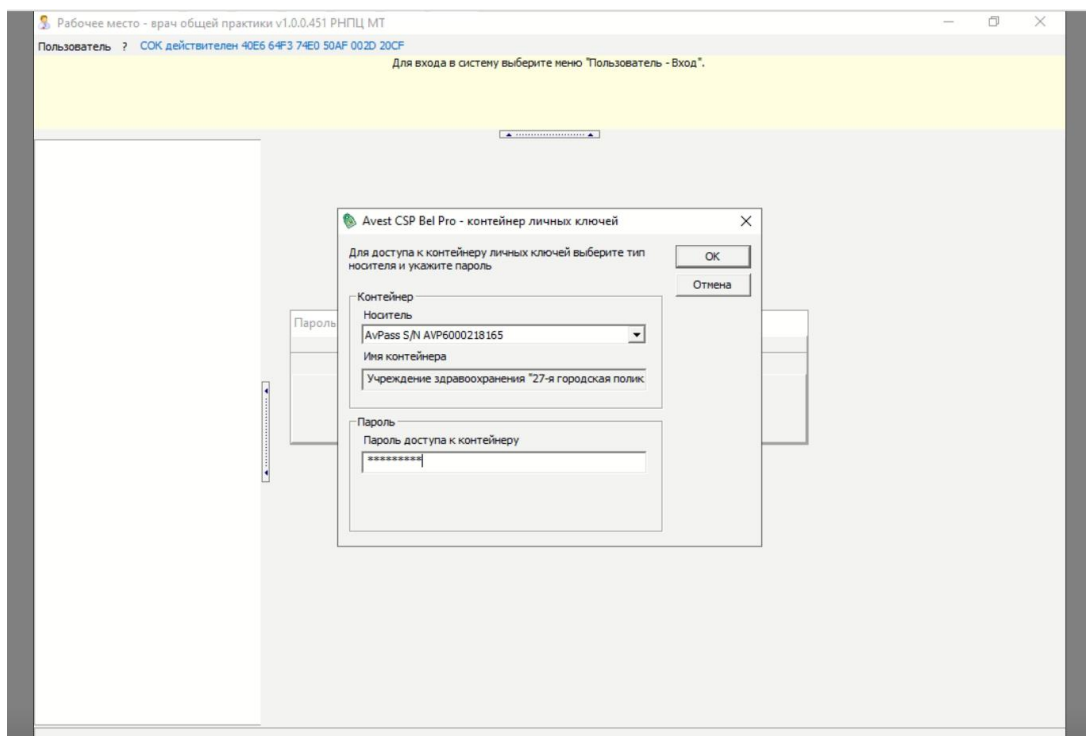 Рабочее место - врач общей практики v1.0.0.451 РНПЦ МТ
Пользователь ? СОК действителен 40E6 64F3 74E0 50AF 002D 20CF
Для входа в систему выберите меню "Пользователь - Вход".
Avest CSP Bel Pro - контейнер личных ключей
Для доступа к контейнеру личных ключей выберите тип
носителя и укажите пароль
OK
Отмена
Контейнер
Носитель
Пароль
AvPass S/N AVP6000218165
Имя контейнера
Учреждение здравоохранения "27-я городская полик
Пароль
Пароль доступа к контейнеру
*********